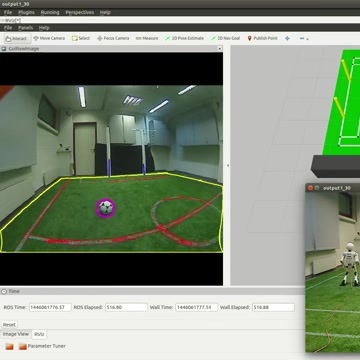 output1_30
File Plugins Running Perspectives Help
RViz[*]
File Panels Help
Interact Move Camera Select Focus Camera Measure 2D Pose Estimate 2D Nav Goal Publish Point
output1_30
Time
ROS Time: 1446061776.57 ROS Elapsed: 516.90 Wall Time: 1446061777.51 Wall Elapsed: 516.88
Reset
Image View RViz
Parameter Tuner